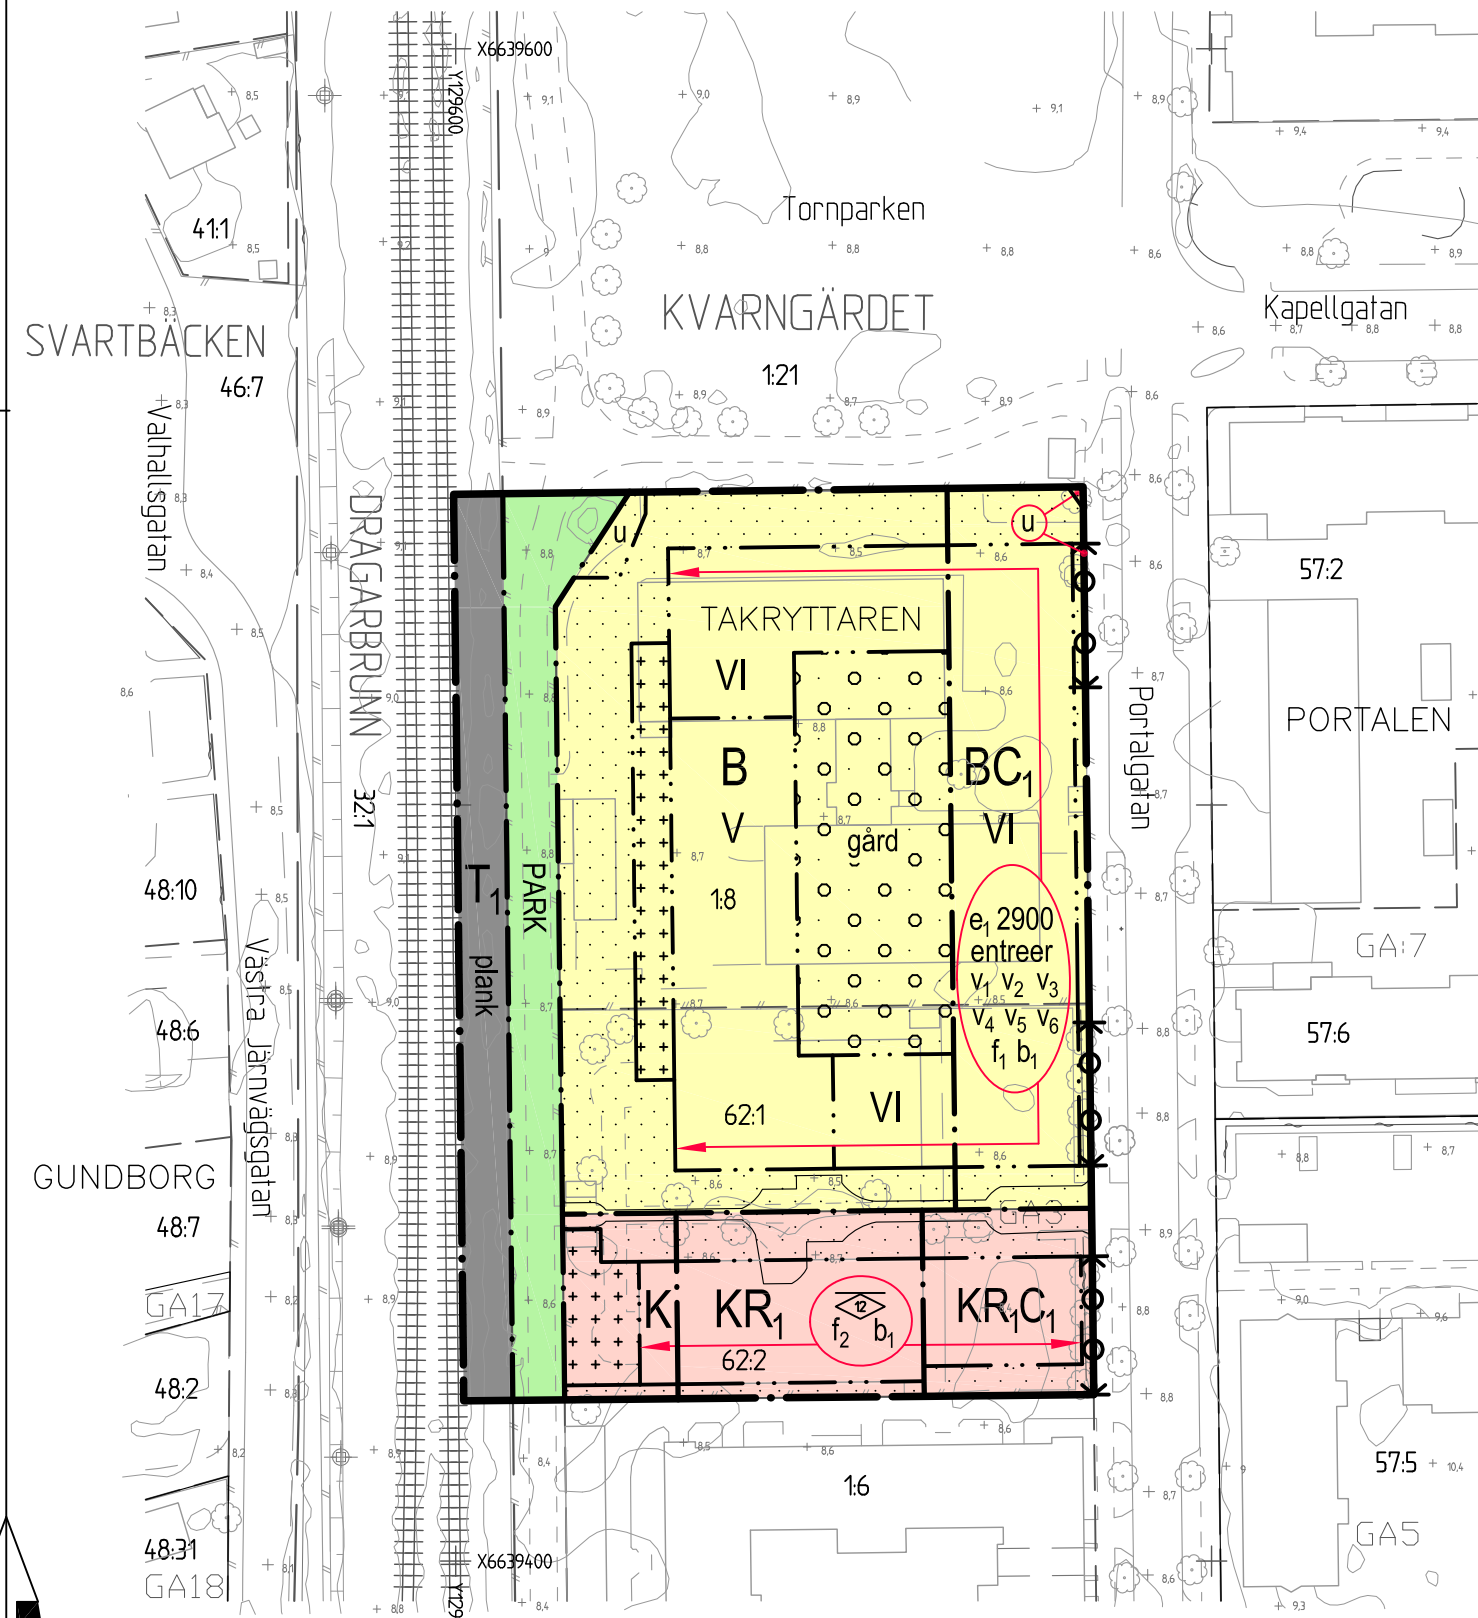 X6639600
Y129600
Tornparken
41:1
KVARNGÄRDET
Kapellgatan
SVARTBÄCKEN
1:21
46:7
Valhallsgatan
DRAGARBRUNN
u
u
57:2
TAKRYTTAREN
VI
Portalgatan
PORTALEN
B
BC1
32:1
V
VI
gård
T1
PARK
1:8
48:10
e1 2900
entreer
v1 v2 v3
v4 v5 v6
f1 b1
GA:7
plank
Västra Järnvägsgatan
48:6
57:6
VI
62:1
GUNDBORG
48:7
GA3
GA17
K
KR1
12
f2 b1
KR1C1
62:2
48:2
57:5
1:6
48:31
GA18
X6639400
Y129
GA5